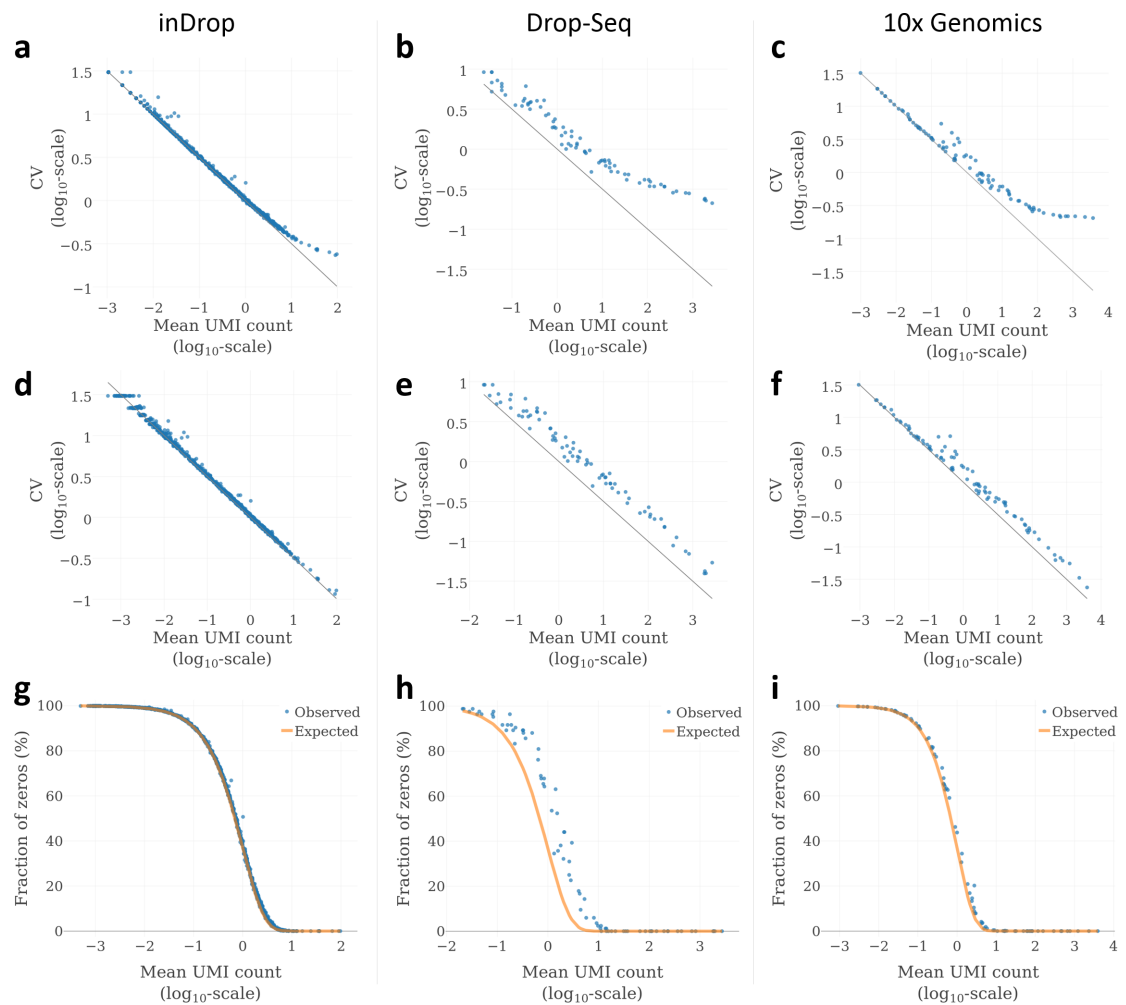 inDrop
Drop-Seq
10x Genomics
a
1.5
1
0.5
0
−0.5
−1
CV
(log10-scale)
−3
−2
−1
0
1
2
Mean UMI count
(log10-scale)
b
1
0.5
0
−0.5
−1
−1.5
CV
(log10-scale)
−1
0
1
2
3
Mean UMI count
(log10-scale)
c
1.5
1
0.5
0
−0.5
−1
−1.5
CV
(log10-scale)
−3
−2
−1
0
1
2
3
4
Mean UMI count
(log10-scale)
d
1.5
1
0.5
0
−0.5
−1
CV
(log10-scale)
−3
−2
−1
0
1
2
Mean UMI count
(log10-scale)
e
1
0.5
0
−0.5
−1
−1.5
CV
(log10-scale)
−2
−1
0
1
2
3
Mean UMI count
(log10-scale)
f
1.5
1
0.5
0
−0.5
−1
−1.5
CV
(log10-scale)
−3
−2
−1
0
1
2
3
4
Mean UMI count
(log10-scale)
g
100
80
60
40
20
0
Fraction of zeros (%)
Observed
Expected
−3
−2
−1
0
1
2
Mean UMI count
(log10-scale)
h
100
80
60
40
20
0
Fraction of zeros (%)
Observed
Expected
−2
−1
0
1
2
3
Mean UMI count
(log10-scale)
i
100
80
60
40
20
0
Fraction of zeros (%)
Observed
Expected
−3
−2
−1
0
1
2
3
4
Mean UMI count
(log10-scale)